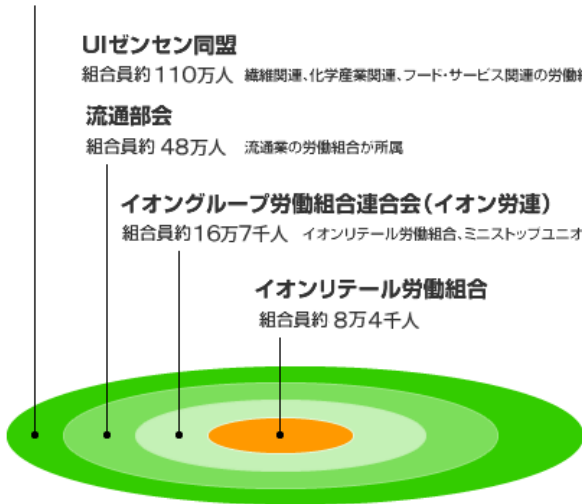 UIゼンセン同盟
組合員約110万人 繊維関連、化学産業関連、フード・サービス関連の労働
流通部会
組合員約 48万人 流通業の労働組合が所属
イオングループ労働組合連合会(イオン労連)
組合員約16万7千人 イオンリテール労働組合、ミニストップユニオ
イオンリテール労働組合
組合員約 8万4千人